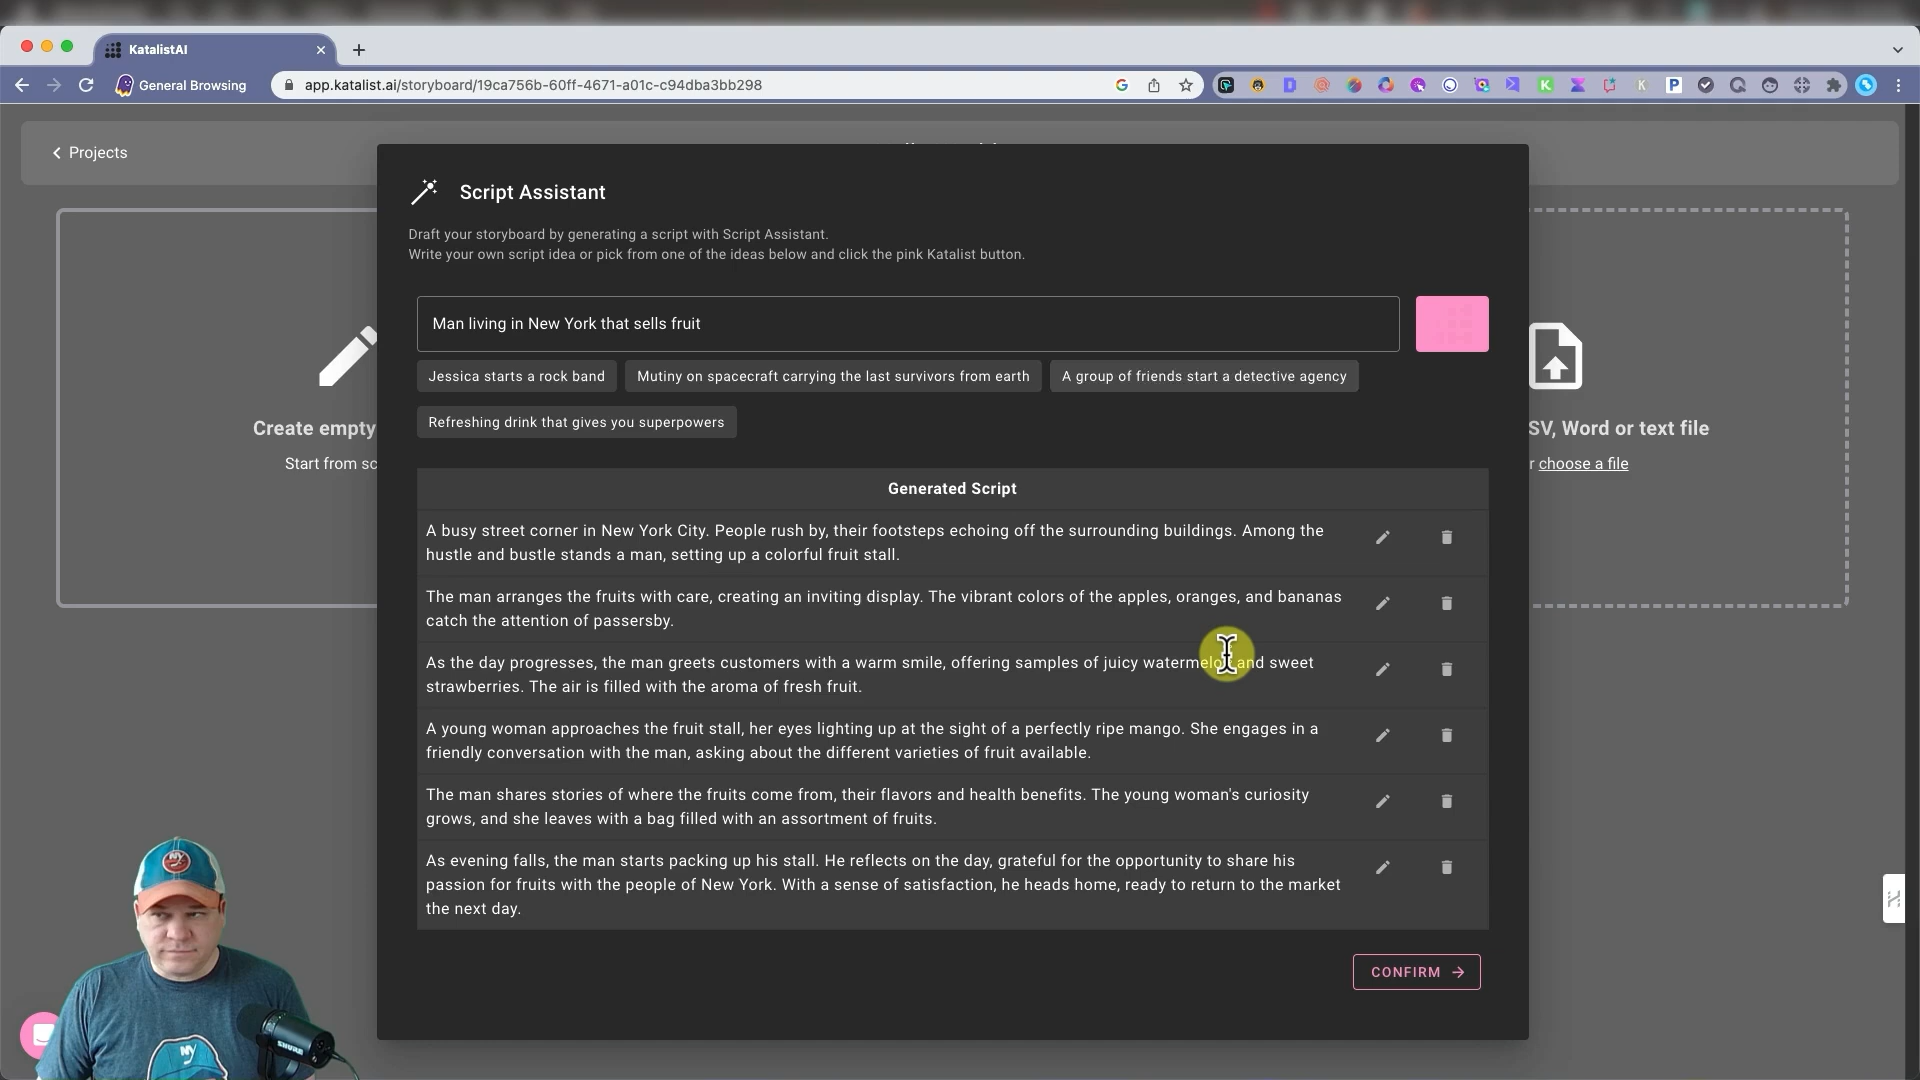 KatalistAI
General Browsing
app.katalist.ai/storyboard/19ca756b-60ff-4671-a01c-c94dba3bb298
Projects
Script Assistant
Draft your storyboard by generating a script with Script Assistant.
Write your own script idea or pick from one of the ideas below and click the pink Katalist button.
Man living in New York that sells fruit
Jessica starts a rock band
Mutiny on spacecraft carrying the last survivors from earth
A group of friends start a detective agency
Refreshing drink that gives you superpowers
Create empty
Start from sc
SV, Word or text file
r choose a file
Generated Script
A busy street corner in New York City. People rush by, their footsteps echoing off the surrounding buildings. Among the
hustle and bustle stands a man, setting up a colorful fruit stall.
The man arranges the fruits with care, creating an inviting display. The vibrant colors of the apples, oranges, and bananas
catch the attention of passersby.
As the day progresses, the man greets customers with a warm smile, offering samples of juicy watermelon and sweet
strawberries. The air is filled with the aroma of fresh fruit.
A young woman approaches the fruit stall, her eyes lighting up at the sight of a perfectly ripe mango. She engages in a
friendly conversation with the man, asking about the different varieties of fruit available.
The man shares stories of where the fruits come from, their flavors and health benefits. The young woman's curiosity
grows, and she leaves with a bag filled with an assortment of fruits.
As evening falls, the man starts packing up his stall. He reflects on the day, grateful for the opportunity to share his
passion for fruits with the people of New York. With a sense of satisfaction, he heads home, ready to return to the market
the next day.
CONFIRM
SHURE
NY